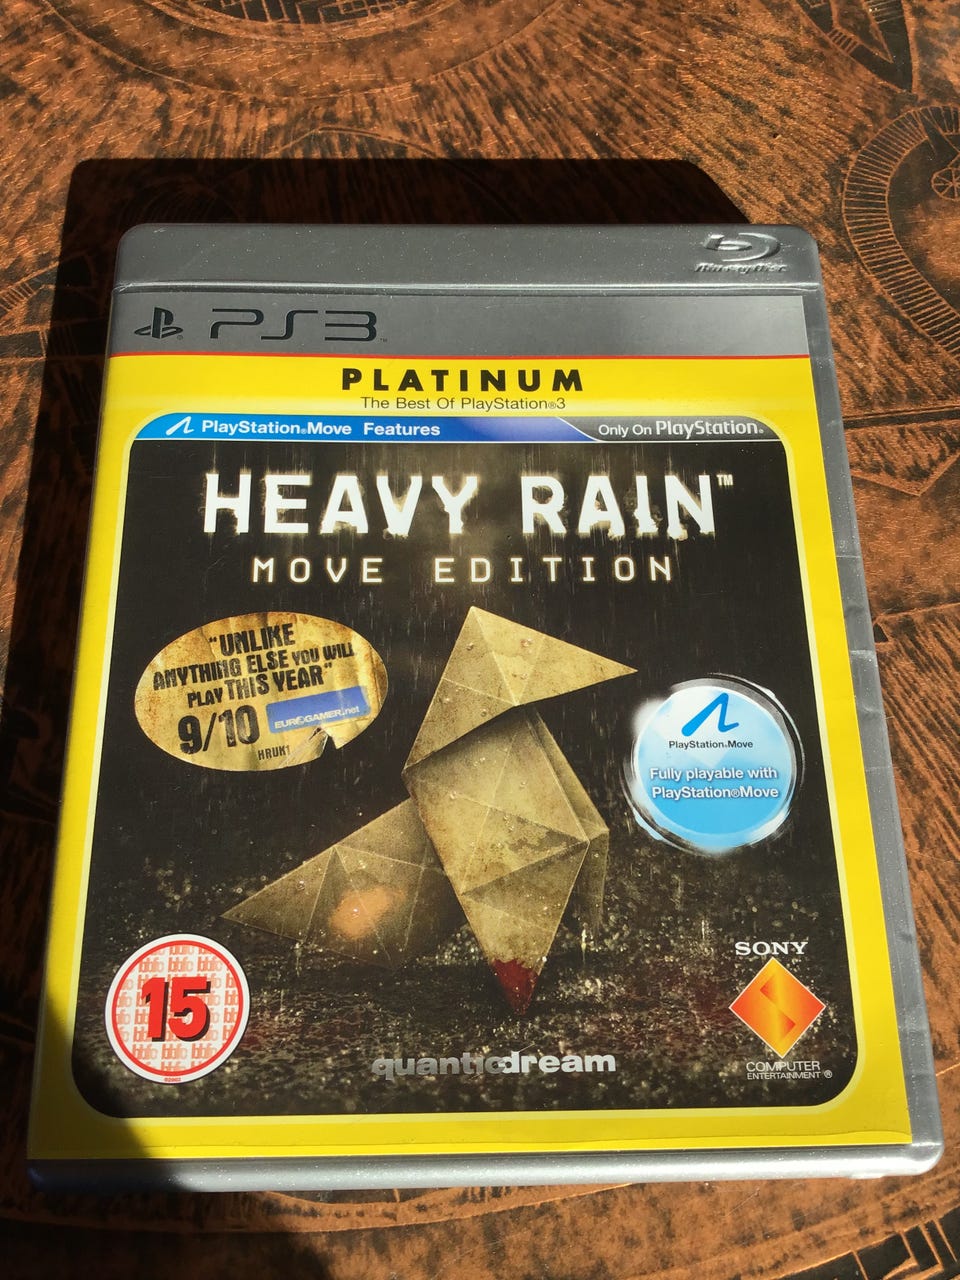 Blu-ray Disc
PS3™
PLATINUM
The Best Of PlayStation®3
PlayStation®Move Features
Only On PlayStation®
HEAVY RAIN™
MOVE EDITION
"UNLIKE
ANYTHING ELSE YOU WILL
PLAY THIS YEAR"
9/10
EUROGAMER.net
HRUK1
PlayStation®Move
Fully playable with
PlayStation®Move
15
SONY
COMPUTER
ENTERTAINMENT®
quanticdream